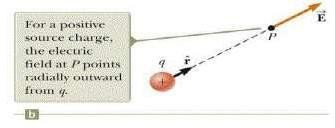 For a positive
source charge,
the electric
field at P points
radially outward
from q.
q
r̂
P
E⃗
b